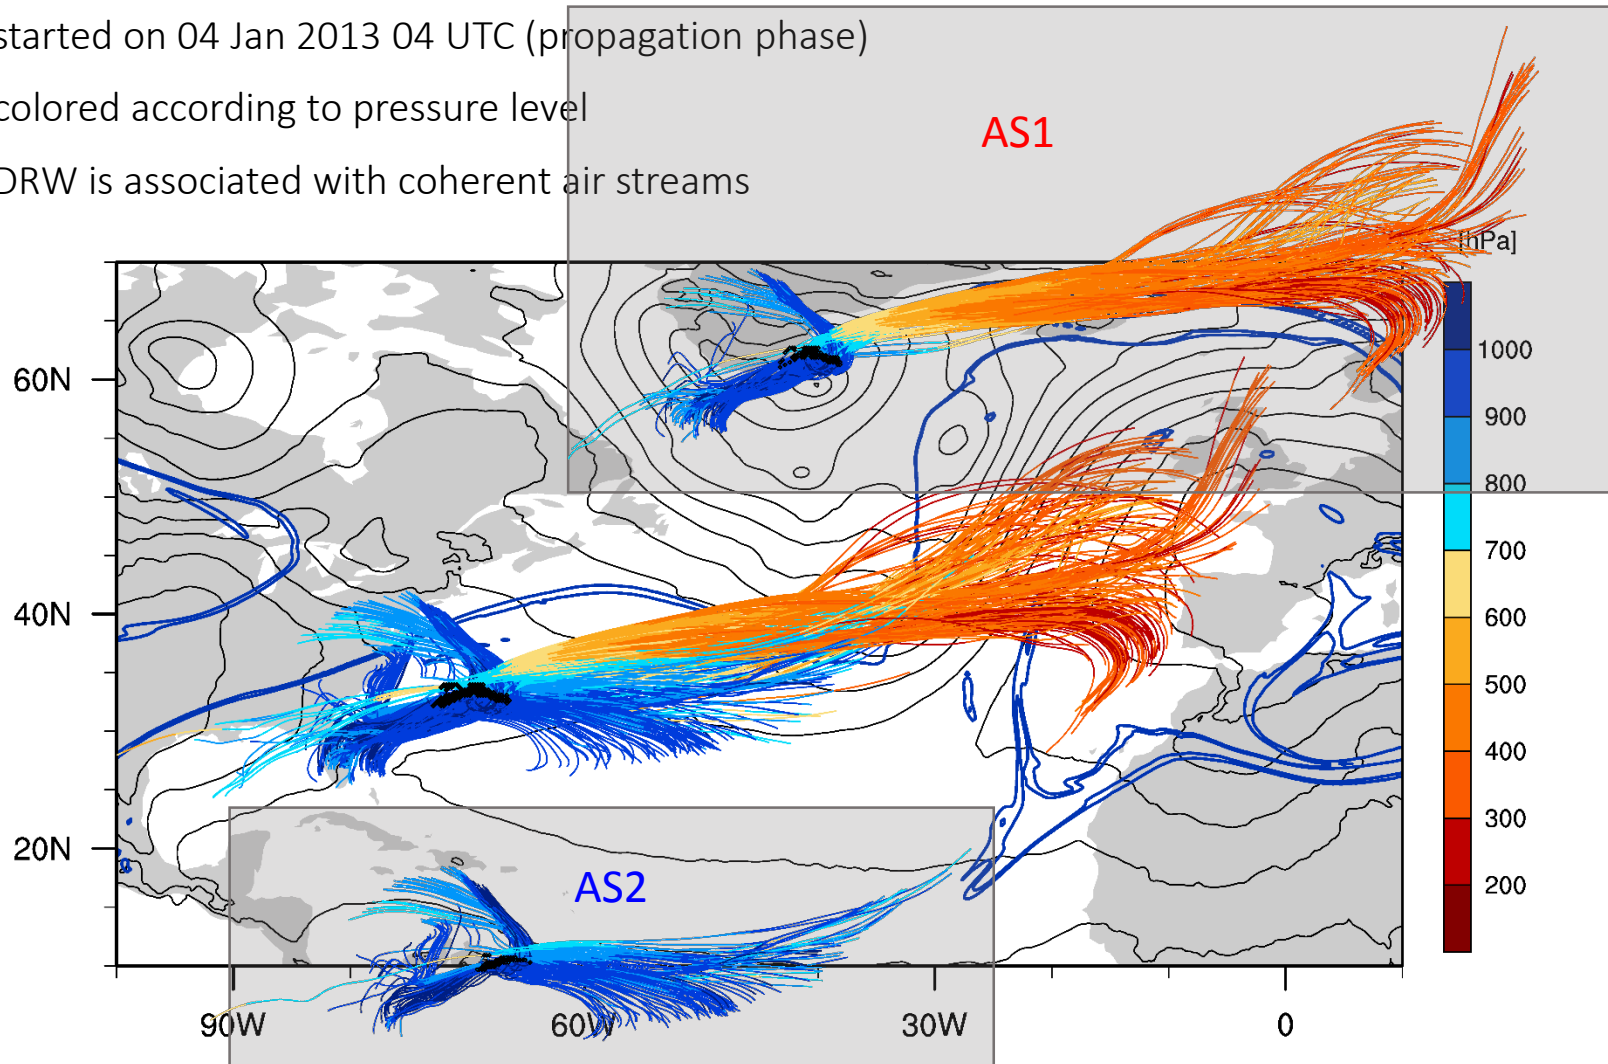 started on 04 Jan 2013 04 UTC (propagation phase)
colored according to pressure level
DRW is associated with coherent air streams
AS1
[hPa]
1000
900
800
700
600
500
400
300
200
60N
40N
20N
AS2
90W
60W
30W
0